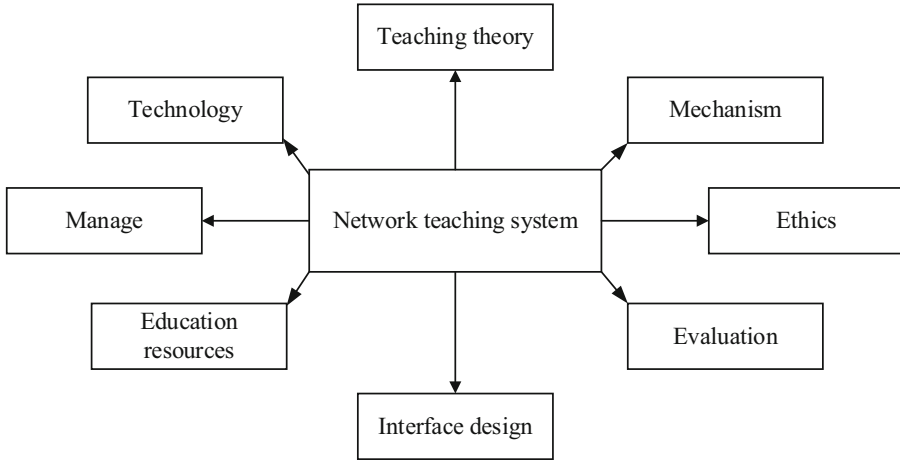 Teaching theory
Technology
Mechanism
Manage
Network teaching system
Ethics
Education
resources
Evaluation
Interface design